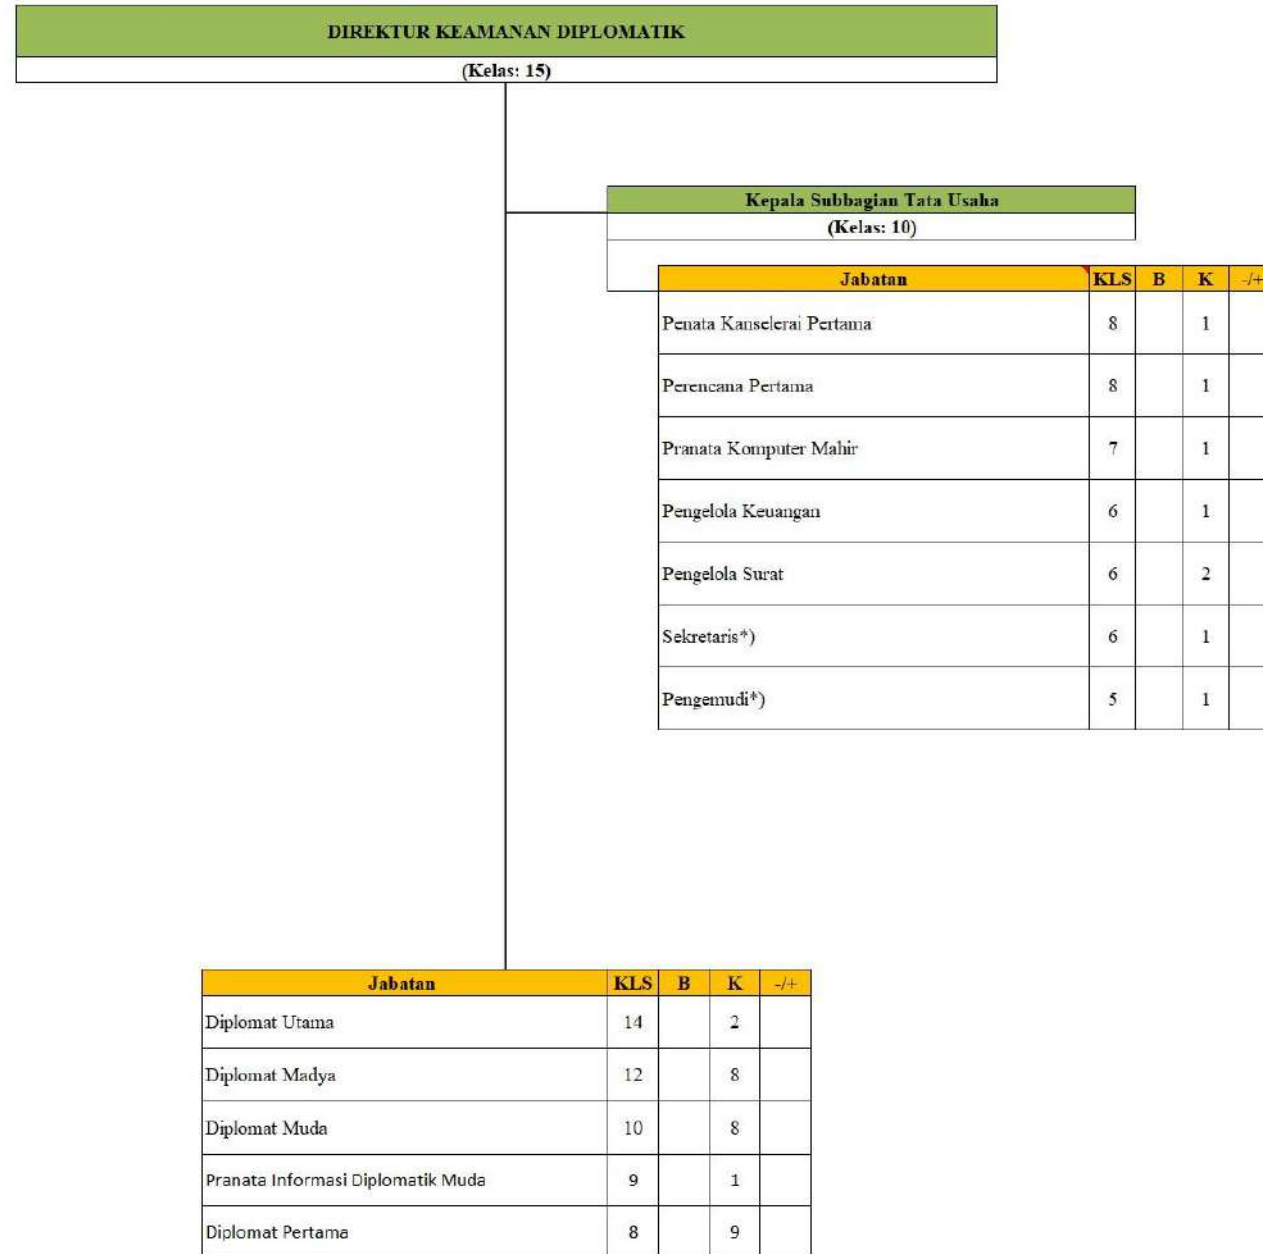 DIREKTUR KEAMANAN DIPLOMATIK
(Kelas: 15)
Kepala Subbagian Tata Usaha
(Kelas: 10)
Jabatan KLS B K -/+
Penata Kanselerai Pertama 8 1
Perencana Pertama 8 1
Pranata Komputer Mahir 7 1
Pengelola Keuangan 6 1
Pengelola Surat 6 2
Sekretaris*) 6 1
Pengemudi*) 5 1
Jabatan KLS B K -/+
Diplomat Utama 14 2
Diplomat Madya 12 8
Diplomat Muda 10 8
Pranata Informasi Diplomatik Muda 9 1
Diplomat Pertama 8 9